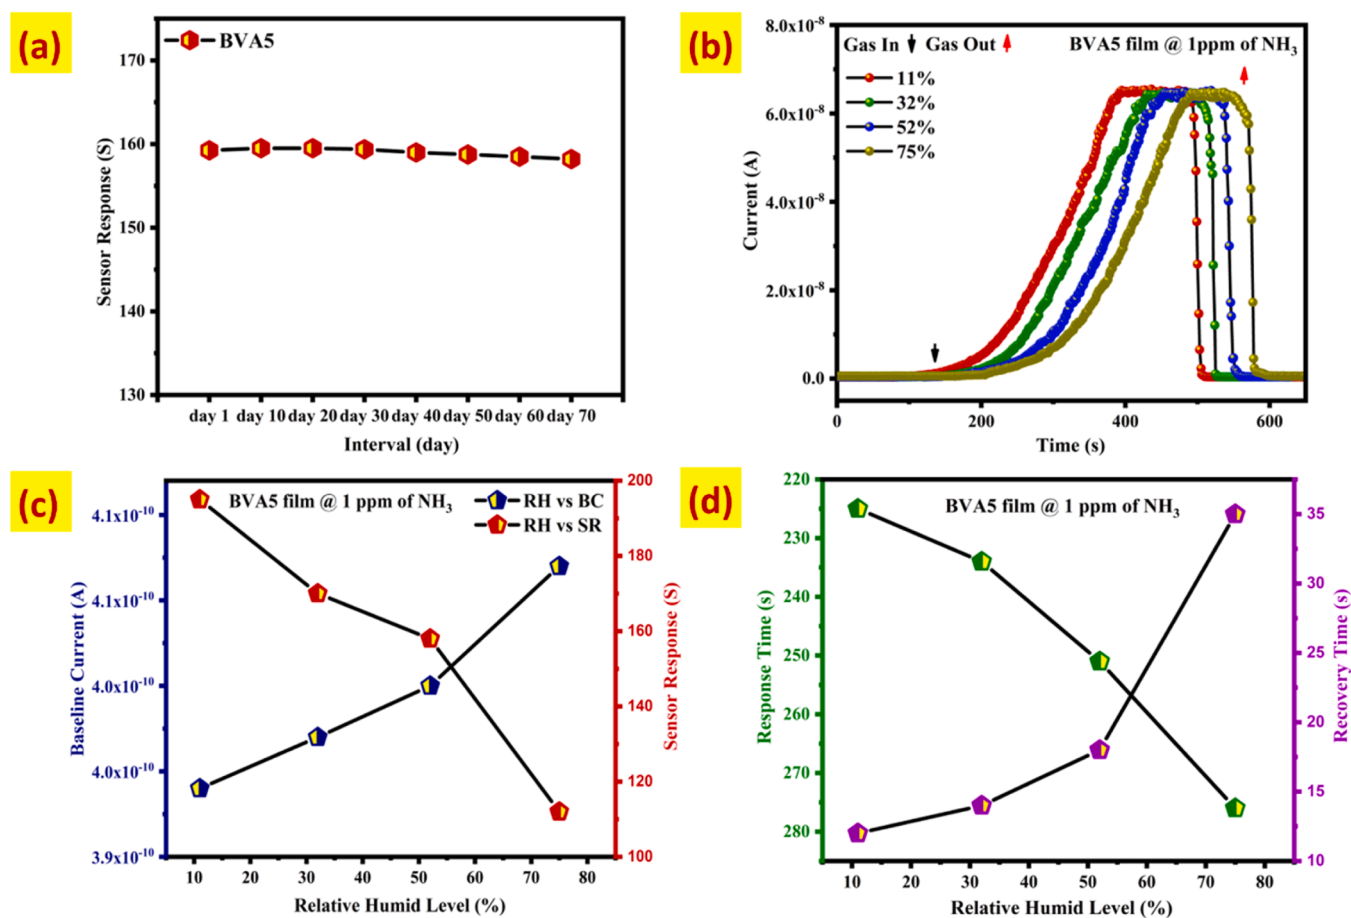 (a)
BVA5
170
160
150
140
130
Sensor Response (S)
day 1 day 10 day 20 day 30 day 40 day 50 day 60 day 70
Interval (day)
(b)
Gas In Gas Out BVA5 film @ 1ppm of NH₃
11%
32%
52%
75%
8.0x10⁻⁸
6.0x10⁻⁸
4.0x10⁻⁸
2.0x10⁻⁸
0.0
Current (A)
0 200 400 600
Time (s)
(c)
BVA5 film @ 1 ppm of NH₃
RH vs BC
RH vs SR
4.1x10⁻¹⁰
4.1x10⁻¹⁰
4.0x10⁻¹⁰
4.0x10⁻¹⁰
3.9x10⁻¹⁰
Baseline Current (A)
200
180
160
140
120
100
Sensor Response (S)
10 20 30 40 50 60 70 80
Relative Humid Level (%)
(d)
BVA5 film @ 1 ppm of NH₃
220
230
240
250
260
270
280
Response Time (s)
35
30
25
20
15
10
Recovery Time (s)
10 20 30 40 50 60 70 80
Relative Humid Level (%)